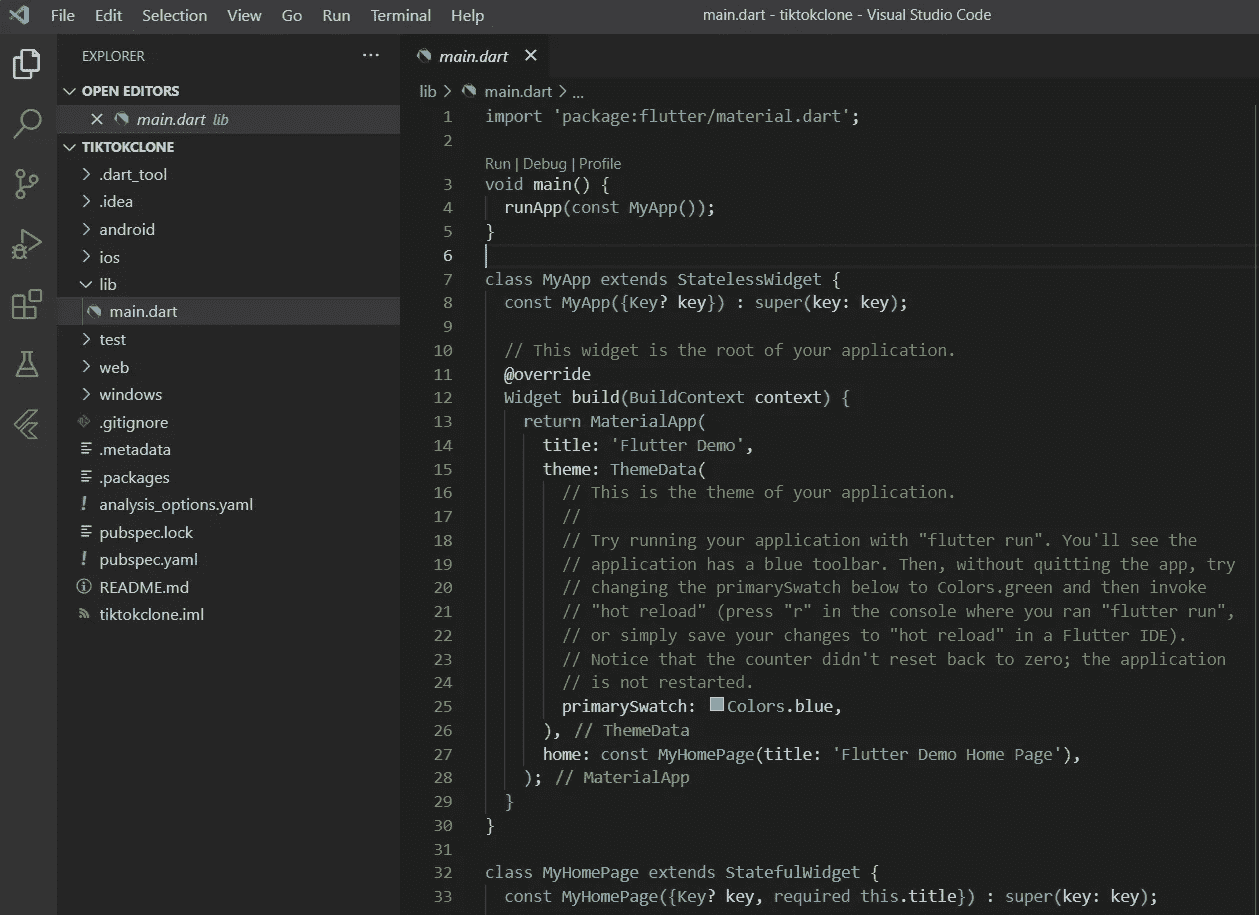 File Edit Selection View Go Run Terminal Help
main.dart - tiktokclone - Visual Studio Code
EXPLORER
OPEN EDITORS
main.dart lib
TIKTOKCLONE
.dart_tool
.idea
android
ios
lib
main.dart
test
web
windows
.gitignore
.metadata
.packages
! analysis_options.yaml
pubspec.lock
! pubspec.yaml
README.md
tiktokclone.iml
main.dart
lib > main.dart > ...
1 import 'package:flutter/material.dart';
2
Run | Debug | Profile
3 void main() {
4 runApp(const MyApp());
5 }
6
7 class MyApp extends StatelessWidget {
8 const MyApp({Key? key}) : super(key: key);
9
10 // This widget is the root of your application.
11 @override
12 Widget build(BuildContext context) {
13 return MaterialApp(
14 title: 'Flutter Demo',
15 theme: ThemeData(
16 // This is the theme of your application.
17 //
18 // Try running your application with "flutter run". You'll see the
19 // application has a blue toolbar. Then, without quitting the app, try
20 // changing the primarySwatch below to Colors.green and then invoke
21 // "hot reload" (press "r" in the console where you ran "flutter run",
22 // or simply save your changes to "hot reload" in a Flutter IDE).
23 // Notice that the counter didn't reset back to zero; the application
24 // is not restarted.
25 primarySwatch: Colors.blue,
26 ), // ThemeData
27 home: const MyHomePage(title: 'Flutter Demo Home Page'),
28 ); // MaterialApp
29 }
30 }
31
32 class MyHomePage extends StatefulWidget {
33 const MyHomePage({Key? key, required this.title}) : super(key: key);